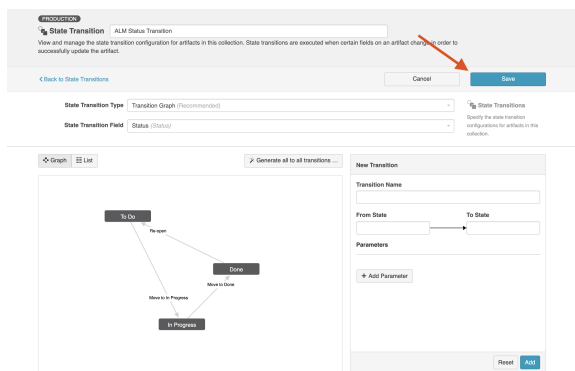 PRODUCTION
State Transition ALM Status Transition
View and manage the state transition configuration for artifacts in this collection. State transitions are executed when certain fields on an artifact change in order to
successfully update the artifact.
Back to State Transitions
Cancel
Save
State Transition Type Transition Graph (Recommended)
State Transition Field Status (Status)
State Transitions
Specify the state transition
configurations for artifacts in this
collection.
Graph List
Generate all to all transitions ...
To Do
Re-open
Done
Move to Done
Move to In Progress
In Progress
New Transition
Transition Name
From State To State
Parameters
+ Add Parameter
Reset Add